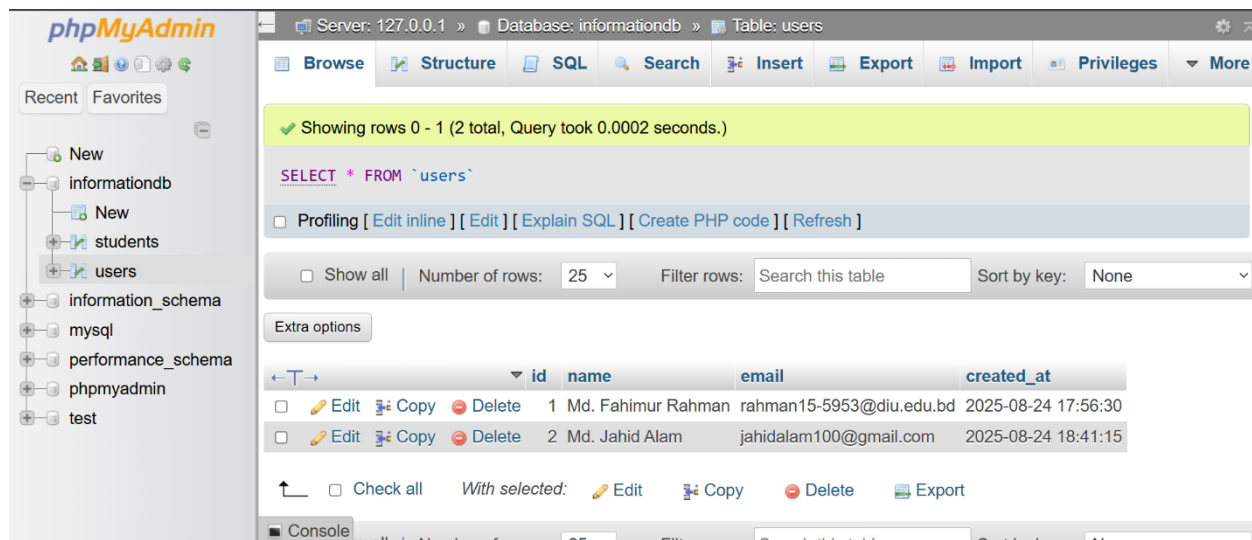 phpMyAdmin
Recent Favorites
New
informationdb
New
students
users
information_schema
mysql
performance_schema
phpmyadmin
test
Server: 127.0.0.1 » Database: informationdb » Table: users
Browse Structure SQL Search Insert Export Import Privileges More
Showing rows 0 - 1 (2 total, Query took 0.0002 seconds.)
SELECT * FROM `users`
Profiling [ Edit inline ] [ Edit ] [ Explain SQL ] [ Create PHP code ] [ Refresh ]
Show all Number of rows: 25 Filter rows: Search this table Sort by key: None
Extra options
id name email created_at
Edit Copy Delete 1 Md. Fahimur Rahman rahman15-5953@diu.edu.bd 2025-08-24 17:56:30
Edit Copy Delete 2 Md. Jahid Alam jahidalam100@gmail.com 2025-08-24 18:41:15
Check all With selected: Edit Copy Delete Export
Console